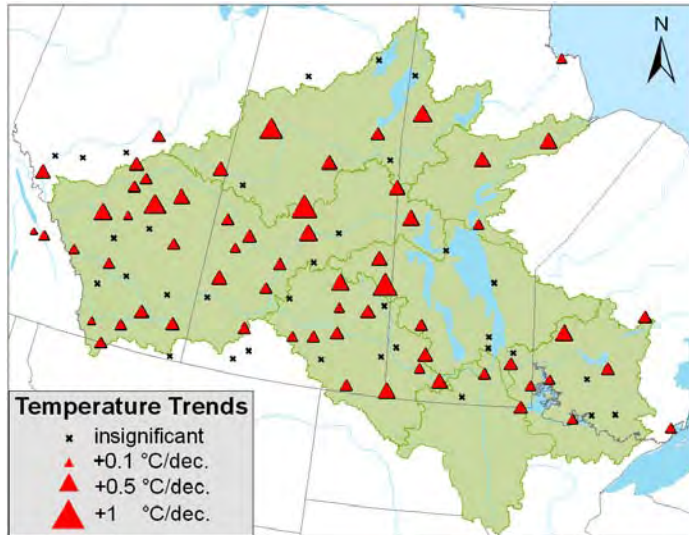 N
Temperature Trends
insignificant
+0.1 °C/dec.
+0.5 °C/dec.
+1 °C/dec.